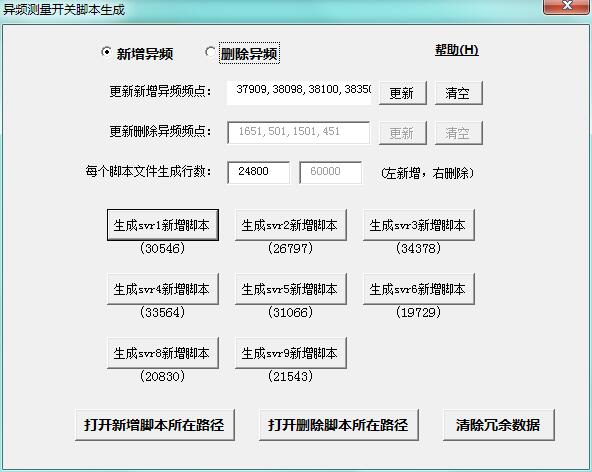 异频测量开关脚本生成
新增异频 删除异频 帮助(H)
更新新增异频频点： 37909,38098,38100,38350 更新 清空
更新删除异频频点： 1651,501,1501,451 更新 清空
每个脚本文件生成行数： 24800 60000 (左新增，右删除)
生成svr1新增脚本 生成svr2新增脚本 生成svr3新增脚本
(30546) (26797) (34378)
生成svr4新增脚本 生成svr5新增脚本 生成svr6新增脚本
(33564) (31066) (19729)
生成svr8新增脚本 生成svr9新增脚本
(20830) (21543)
打开新增脚本所在路径 打开删除脚本所在路径 清除冗余数据